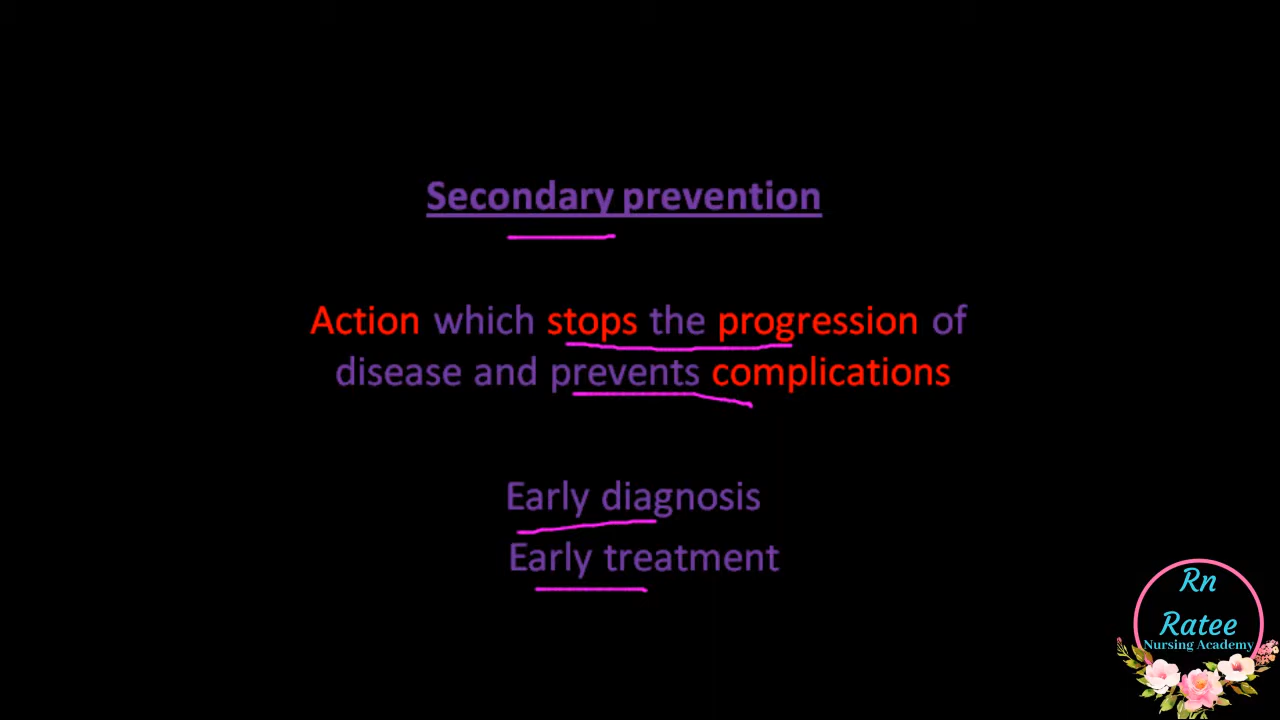 Secondary prevention
Action which stops the progression of
disease and prevents complications
Early diagnosis
Early treatment
Rn
Ratee
Nursing Academy